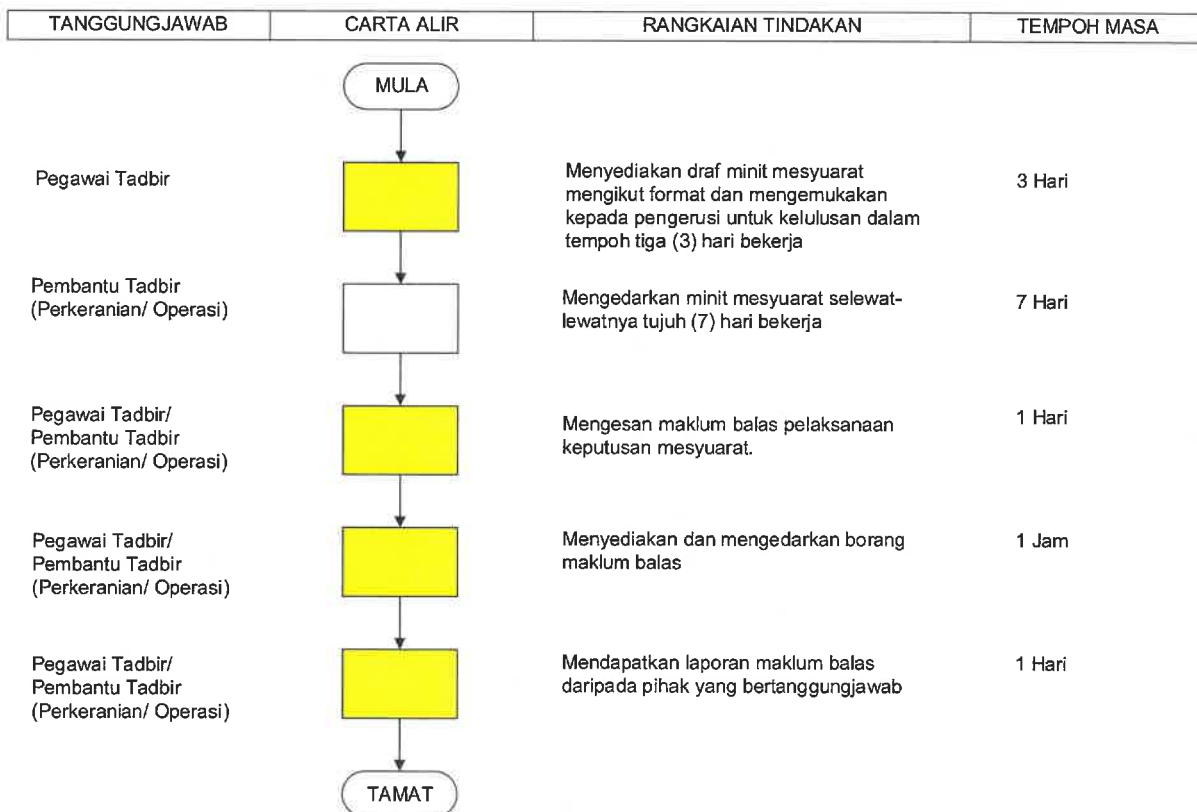 TANGGUNGJAWAB CARTA ALIR RANGKAIAN TINDAKAN TEMPOH MASA
MULA
Pegawai Tadbir
Menyediakan draf minit mesyuarat
mengikut format dan mengemukakan
kepada pengerusi untuk kelulusan dalam
tempoh tiga (3) hari bekerja
3 Hari
Pembantu Tadbir
(Perkeranian/ Operasi)
Mengedarkan minit mesyuarat selewat-
lewatnya tujuh (7) hari bekerja
7 Hari
Pegawai Tadbir/
Pembantu Tadbir
(Perkeranian/ Operasi)
Mengesan maklum balas pelaksanaan
keputusan mesyuarat.
1 Hari
Pegawai Tadbir/
Pembantu Tadbir
(Perkeranian/ Operasi)
Menyediakan dan mengedarkan borang
maklum balas
1 Jam
Pegawai Tadbir/
Pembantu Tadbir
(Perkeranian/ Operasi)
Mendapatkan laporan maklum balas
daripada pihak yang bertanggungjawab
1 Hari
TAMAT